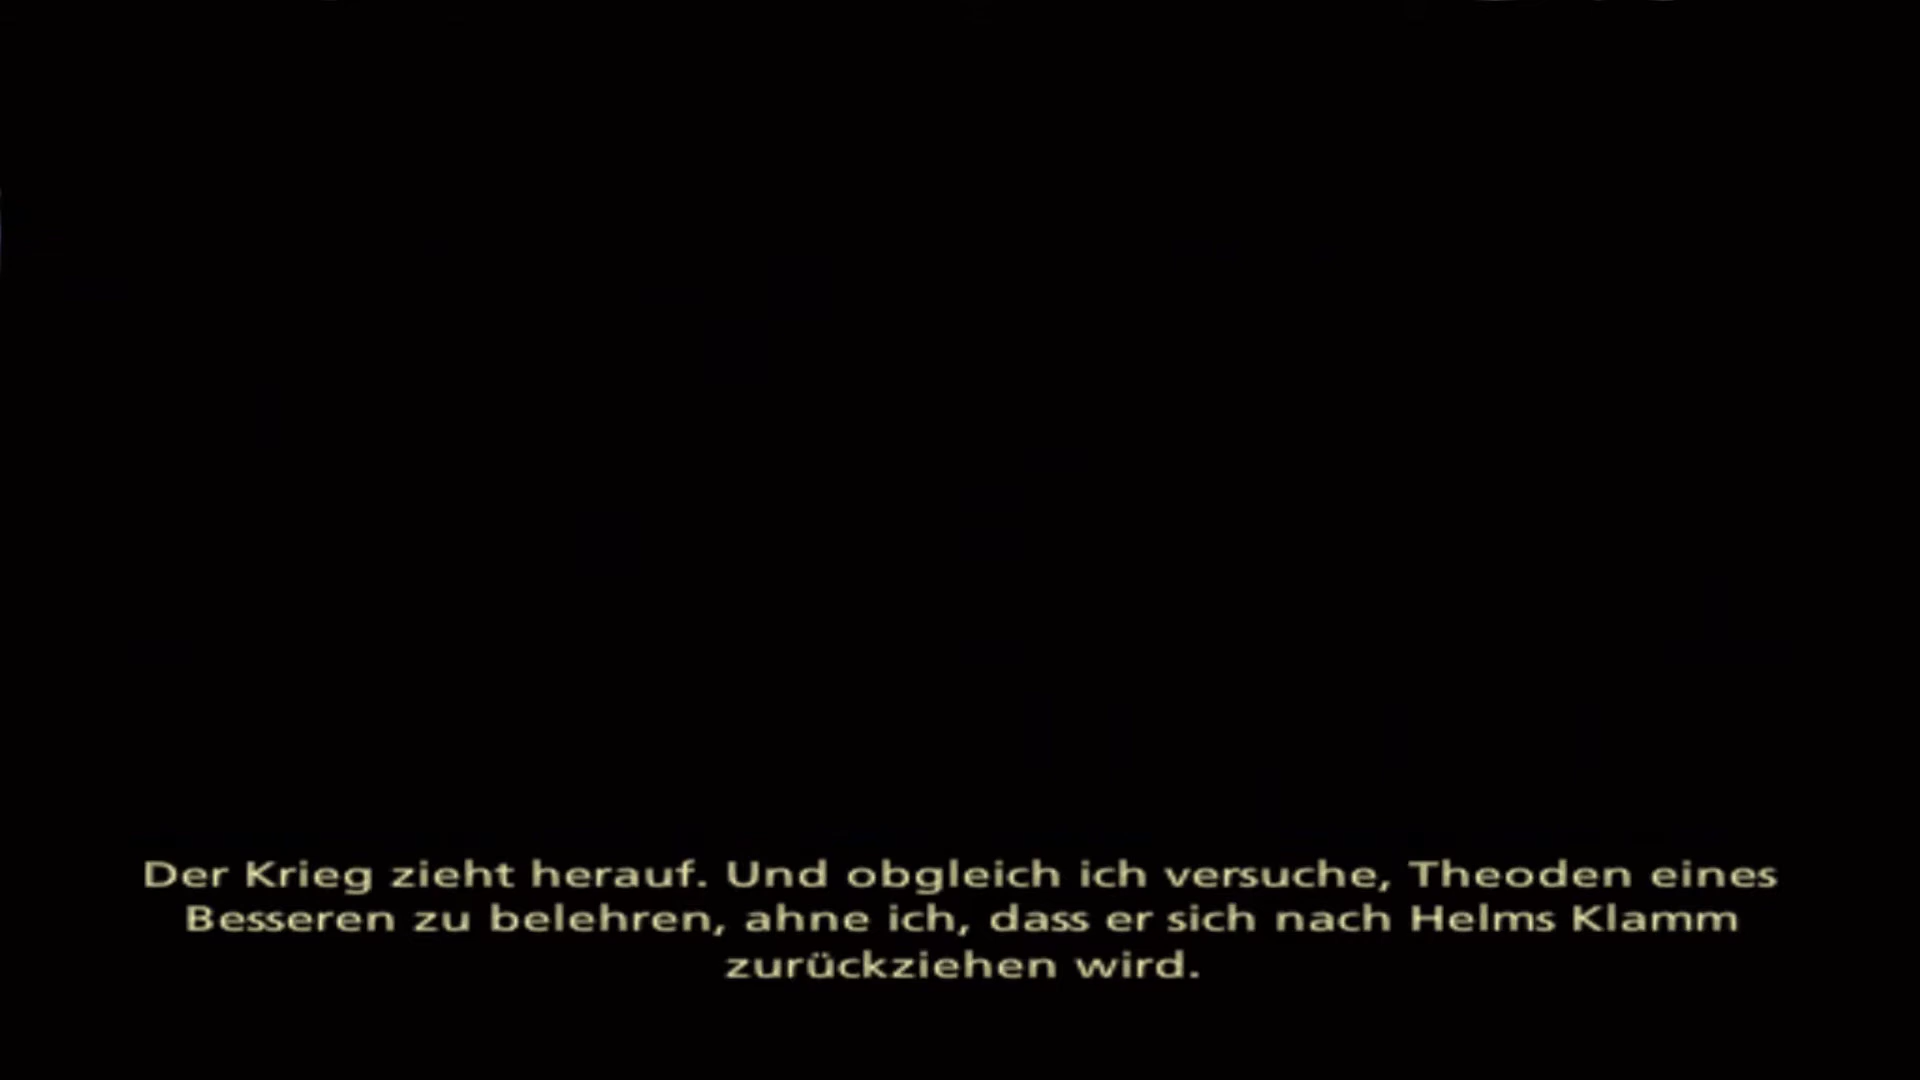 Der Krieg zieht herauf. Und obgleich ich versuche, Theoden eines
Besseren zu belehren, ahne ich, dass er sich nach Helms Klamm
zurückziehen wird.